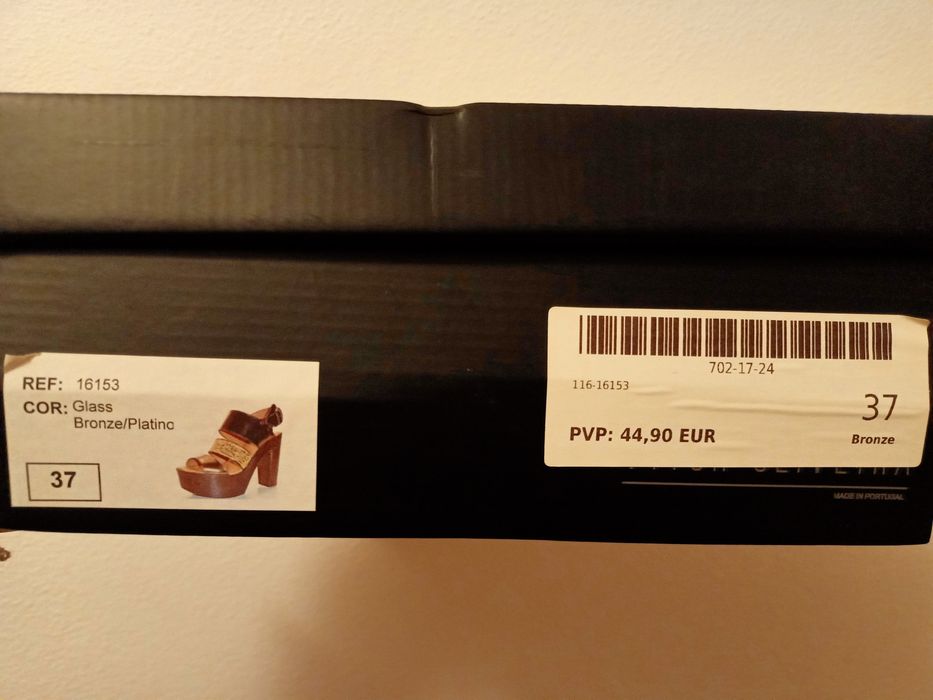 REF: 16153
COR: Glass
Bronze/Platino
37
702-17-24
116-16153
37
PVP: 44,90 EUR
Bronze
MADE IN PORTUGAL